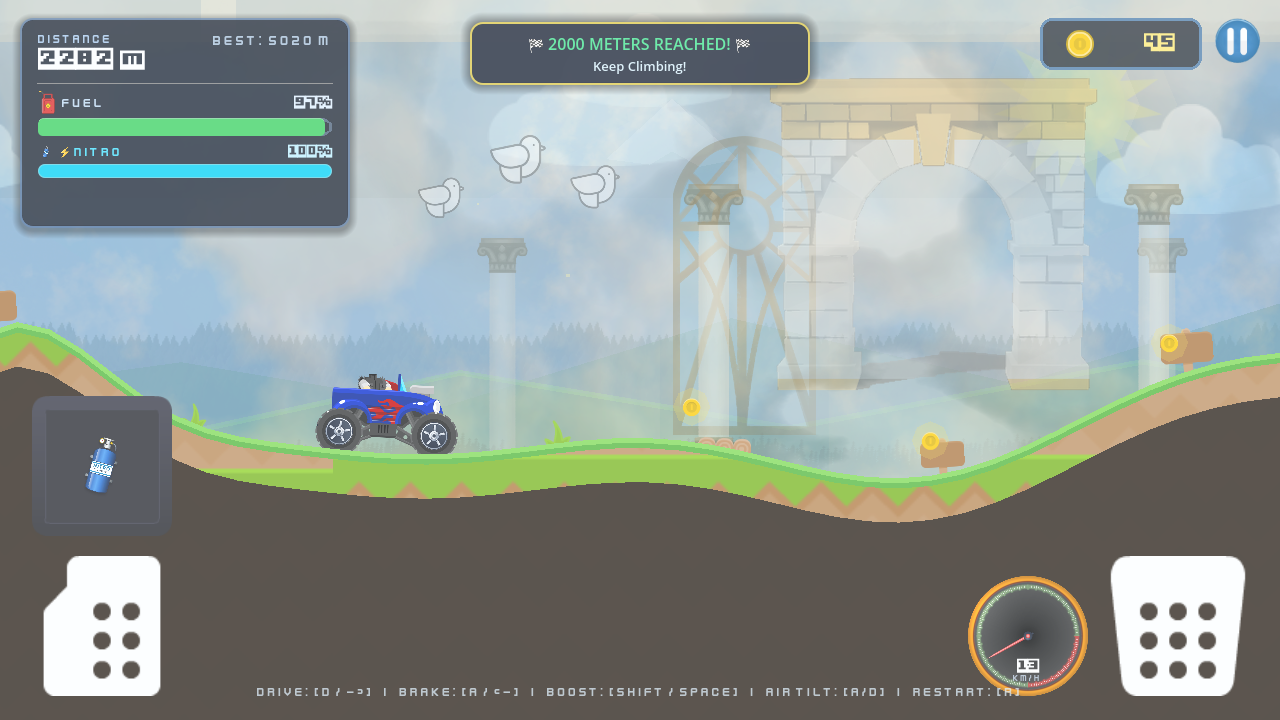 DISTANCE
BEST: 5020 M
2282 m
FUEL
97%
⚡NITRO
100%
🏁 2000 METERS REACHED! 🏁
Keep Climbing!
45
13
KM/H
DRIVE: [D / ->] | BRAKE: [A / <-] | BOOST: [SHIFT / SPACE] | AIR TILT: [A/D] | RESTART: [R]